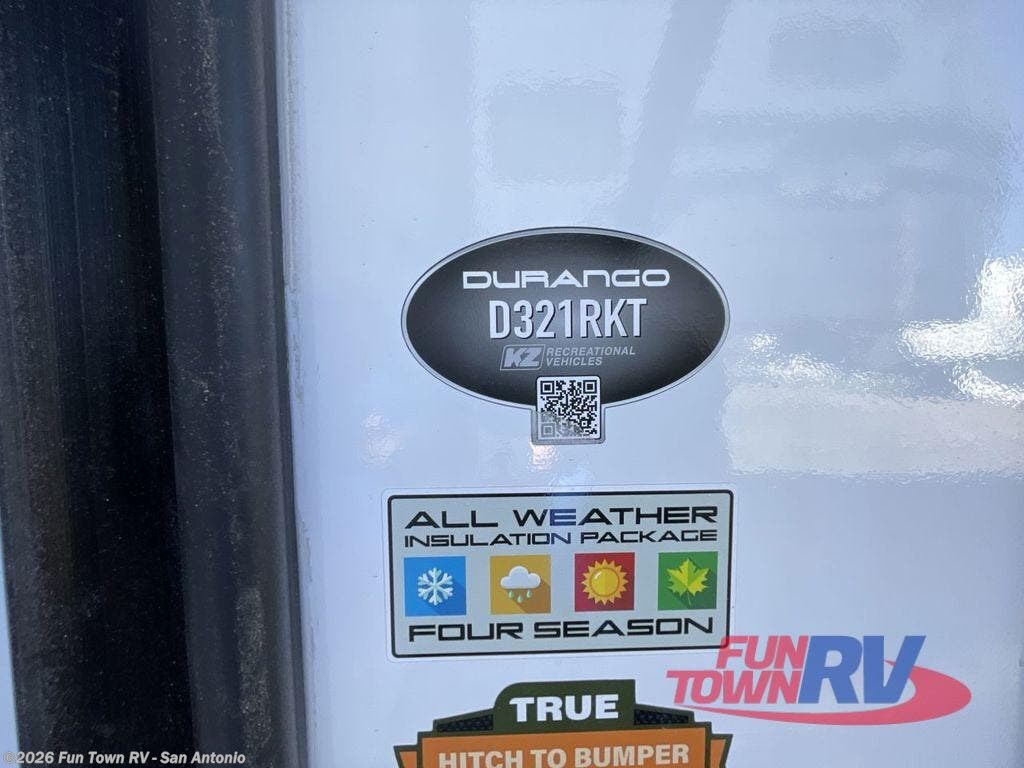 DURANGO
D321RKT
KZ RECREATIONAL
VEHICLES
ALL WEATHER
INSULATION PACKAGE
FOUR SEASON
FUN
TOWN RV
TRUE
HITCH TO BUMPER
©2026 Fun Town RV - San Antonio